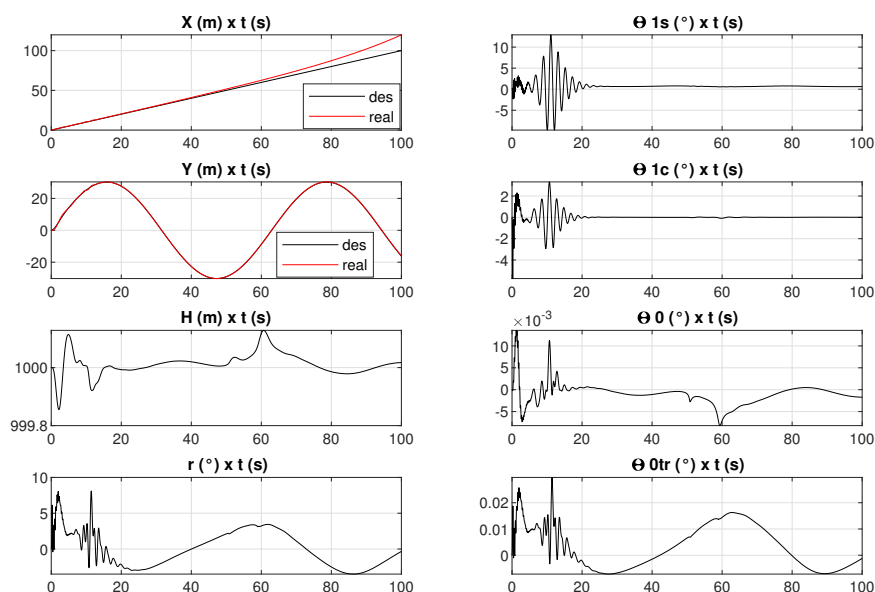 X (m) x t (s)
100
50
0
0 20 40 60 80 100
des
real
Θ 1s (°) x t (s)
10
5
0
-5
0 20 40 60 80 100
Y (m) x t (s)
20
0
-20
0 20 40 60 80 100
des
real
Θ 1c (°) x t (s)
2
0
-2
-4
0 20 40 60 80 100
H (m) x t (s)
1000
999.8
0 20 40 60 80 100
×10-3
Θ 0 (°) x t (s)
10
5
0
-5
0 20 40 60 80 100
r (°) x t (s)
10
5
0
0 20 40 60 80 100
Θ 0tr (°) x t (s)
0.02
0.01
0
0 20 40 60 80 100